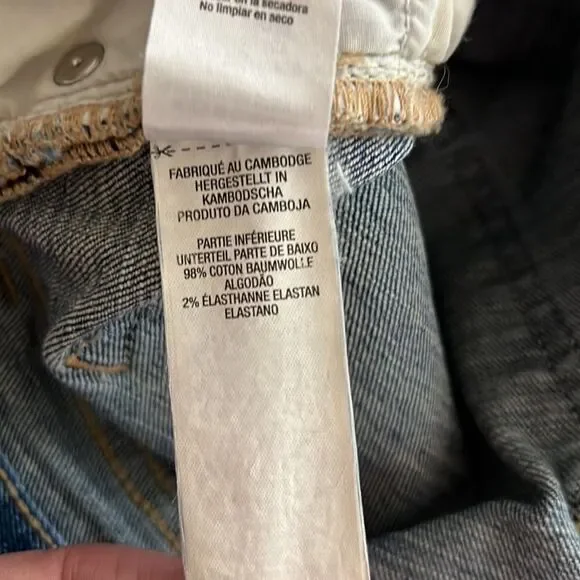 en la secadora
No limpiar en seco
FABRIQUÉ AU CAMBODGE
HERGESTELLT IN
KAMBODSCHA
PRODUTO DA CAMBOJA
PARTIE INFÉRIEURE
UNTERTEIL PARTE DE BAIXO
98% COTON BAUMWOLLE
ALGODÃO
2% ÉLASTHANNE ELASTAN
ELASTANO